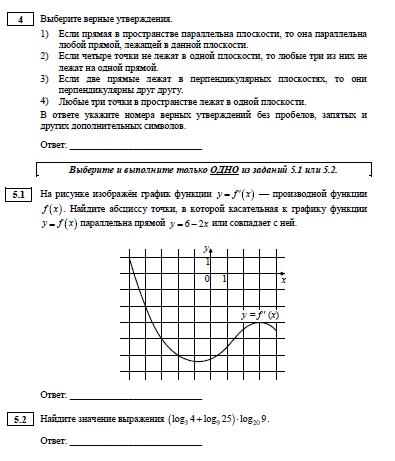 4
Выберите верные утверждения.
1) Если прямая в пространстве параллельна плоскости, то она параллельна
любой прямой, лежащей в данной плоскости.
2) Если четыре точки не лежат в одной плоскости, то любые три из них не
лежат на одной прямой.
3) Если две прямые лежат в перпендикулярных плоскостях, то они
перпендикулярны друг другу.
4) Любые три точки в пространстве лежат в одной плоскости.
В ответе укажите номера верных утверждений без пробелов, запятых и
других дополнительных символов.
Ответ: ___________________________
Выберите и выполните только ОДНО из заданий 5.1 или 5.2.
5.1
На рисунке изображён график функции y = f'(x) — производной функции
f(x). Найдите абсциссу точки, в которой касательная к графику функции
y = f(x) параллельна прямой y = 6 – 2x или совпадает с ней.
y
1
0 1 x
y = f'(x)
Ответ: ___________________________
5.2
Найдите значение выражения (log₃ 4 + log₉ 25) · log₂₀ 9.
Ответ: ___________________________